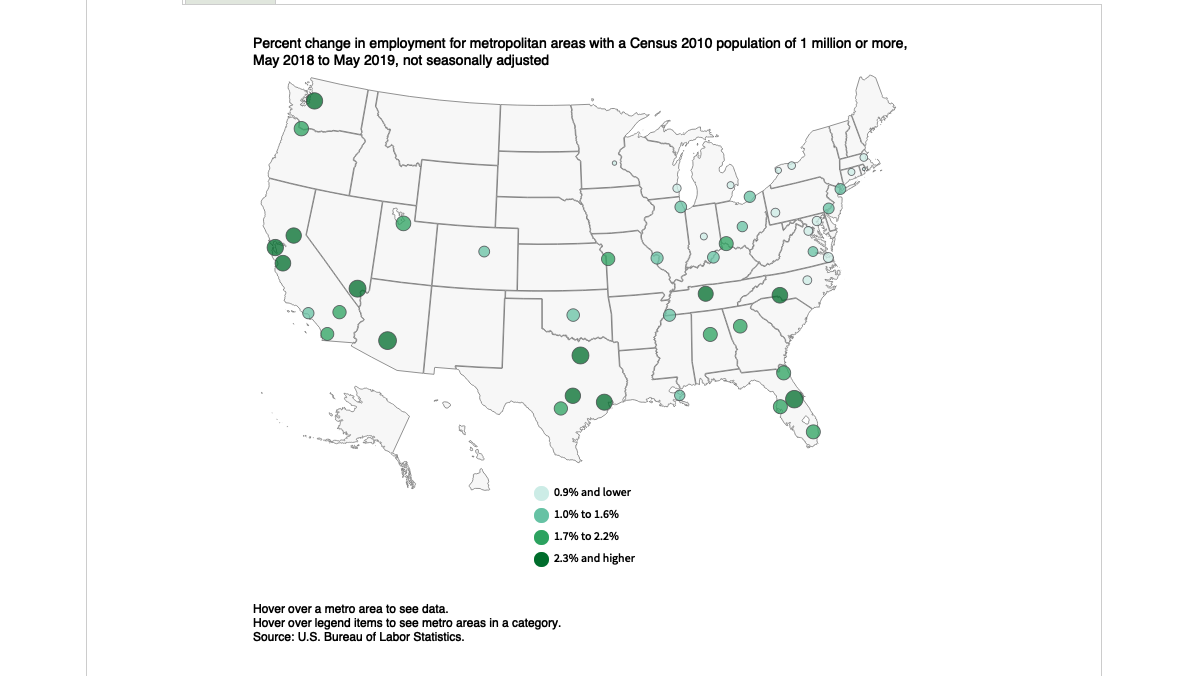 Percent change in employment for metropolitan areas with a Census 2010 population of 1 million or more,
May 2018 to May 2019, not seasonally adjusted
0.9% and lower
1.0% to 1.6%
1.7% to 2.2%
2.3% and higher
Hover over a metro area to see data.
Hover over legend items to see metro areas in a category.
Source: U.S. Bureau of Labor Statistics.